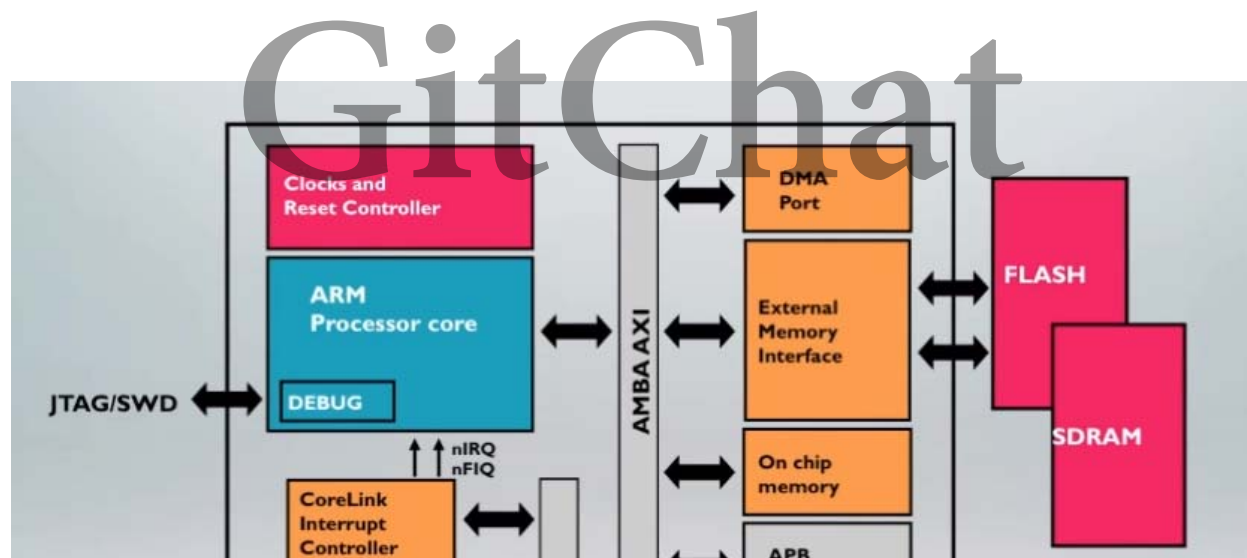 GitChat
Clocks and
Reset Controller
DMA
Port
ARM
Processor core
DEBUG
JTAG/SWD
nIRQ
nFIQ
CoreLink
Interrupt
Controller
AMBA AXI
External
Memory
Interface
On chip
memory
APB
FLASH
SDRAM